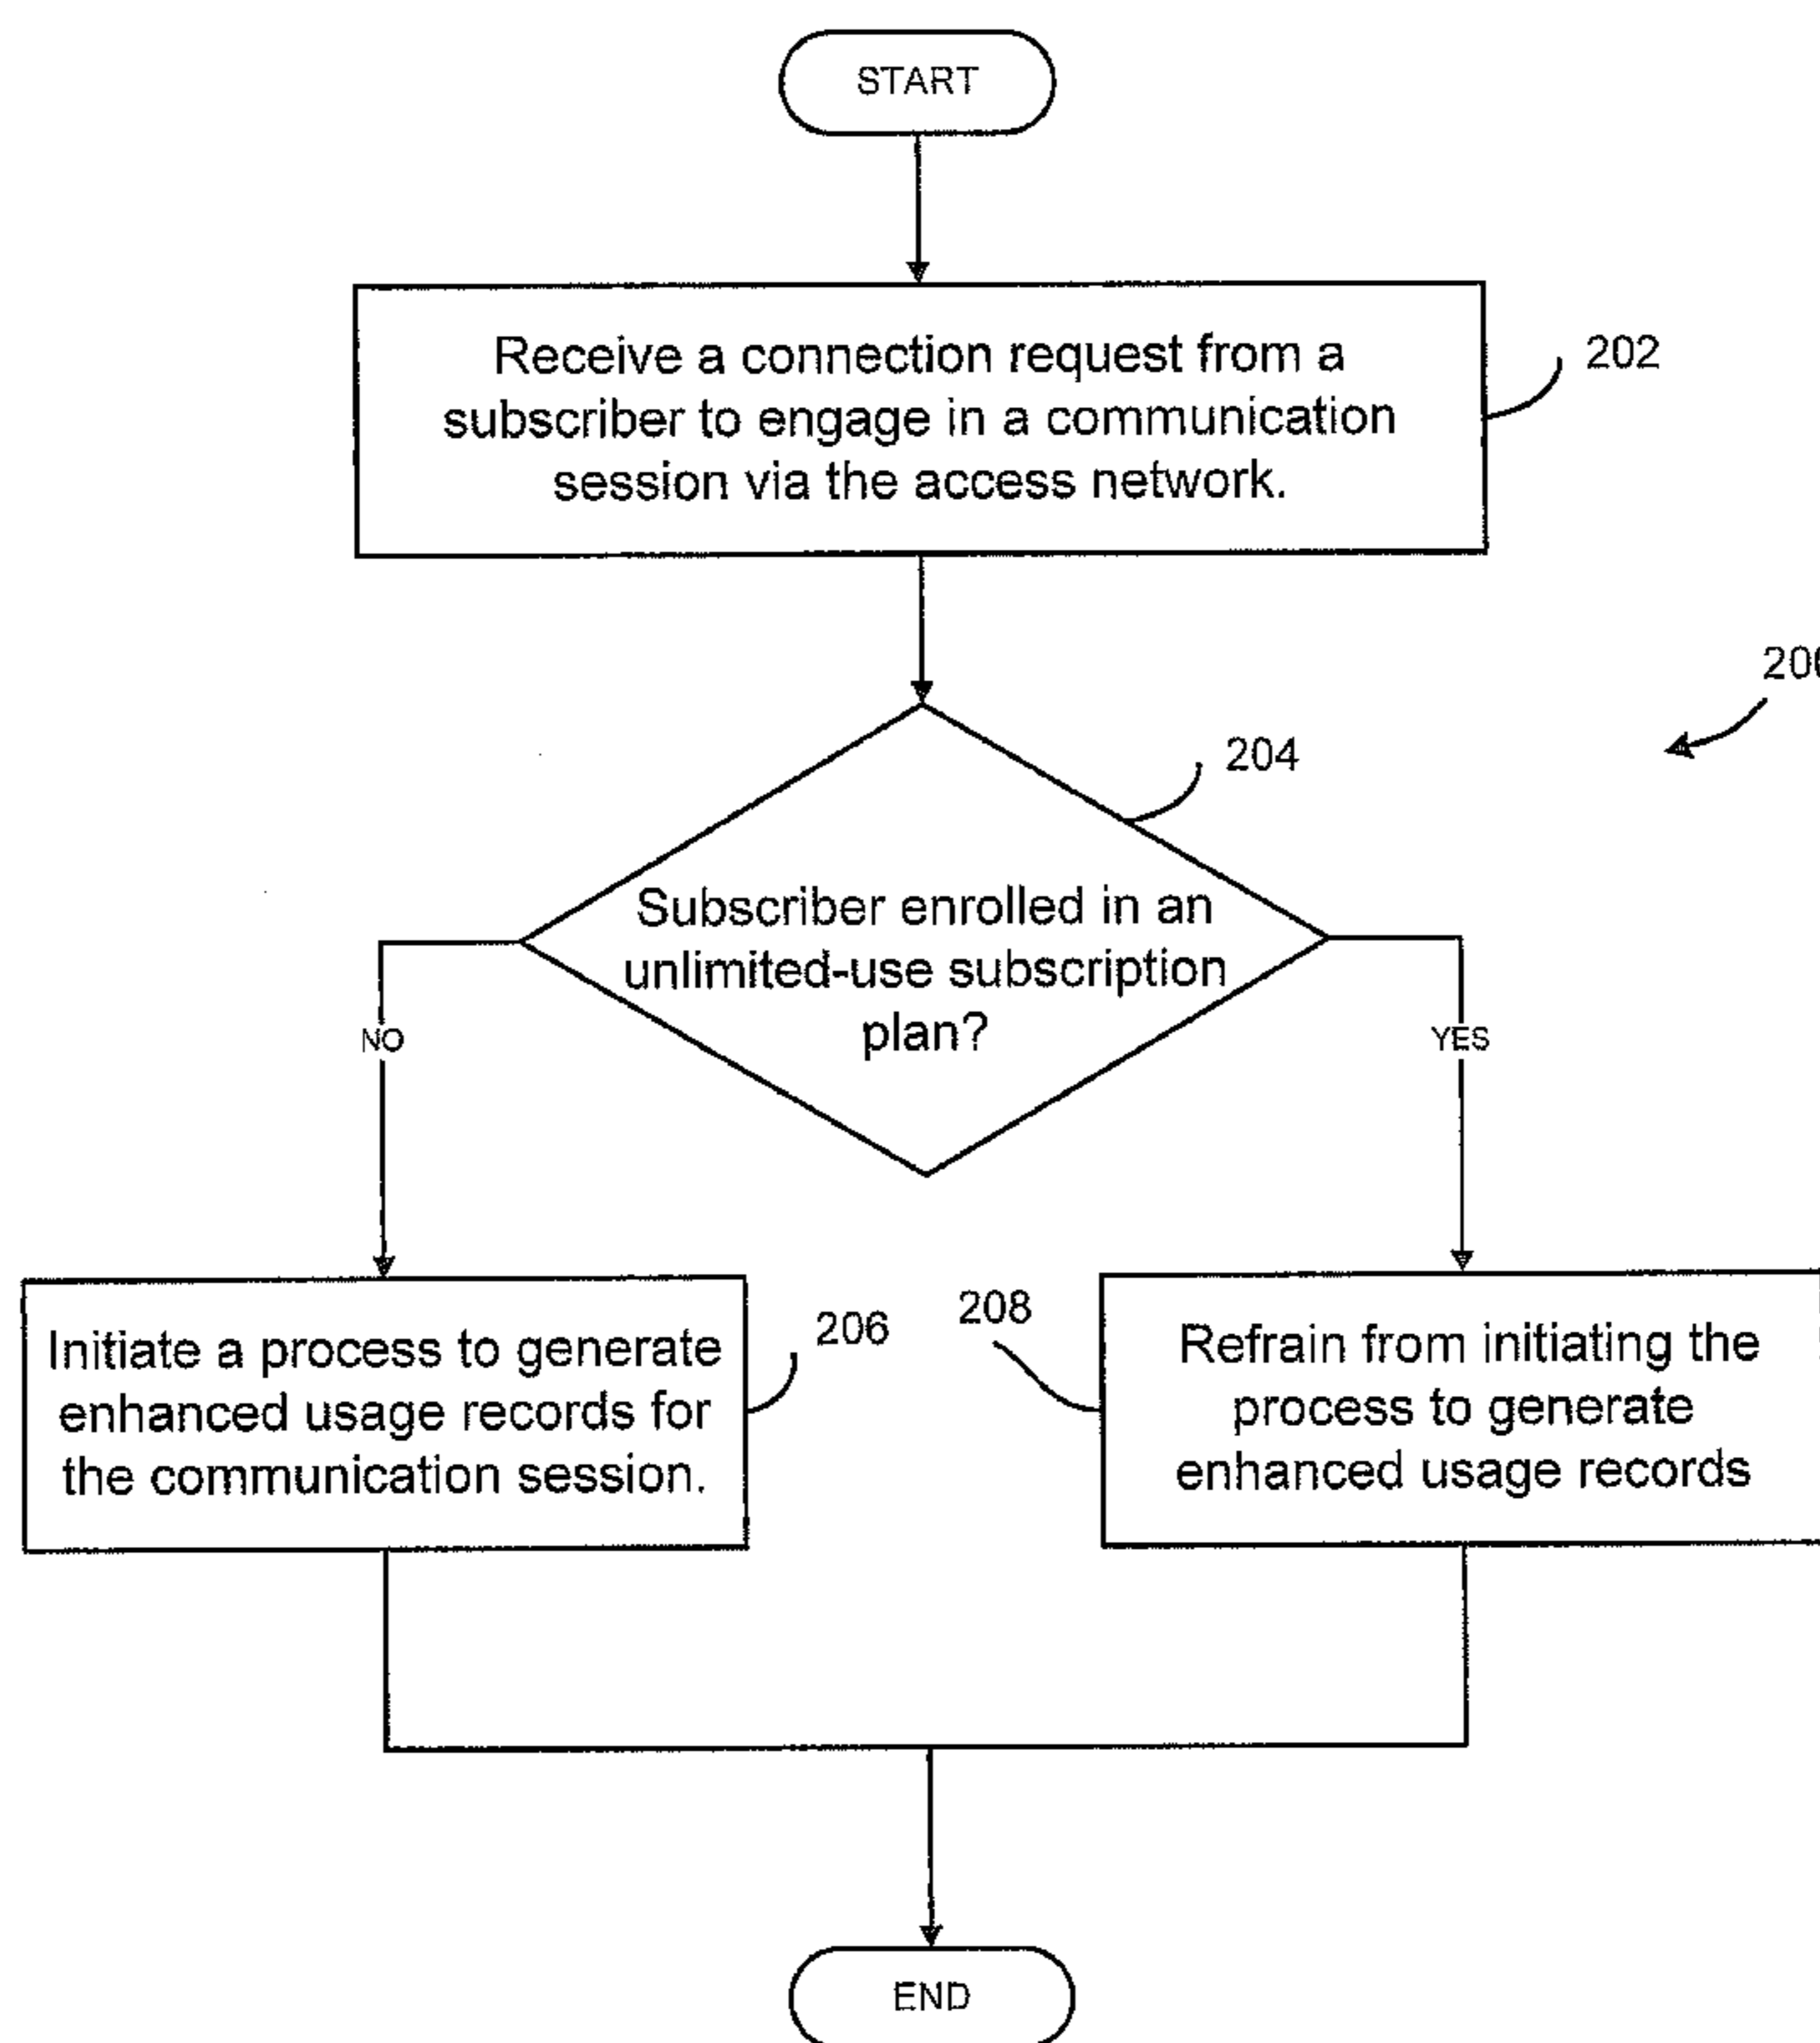 START
Receive a connection request from a
subscriber to engage in a communication
session via the access network.
202
204
Subscriber enrolled in an
unlimited-use subscription
plan?
NO
YES
Initiate a process to generate
enhanced usage records for
the communication session.
206
208
Refrain from initiating the
process to generate
enhanced usage records
END